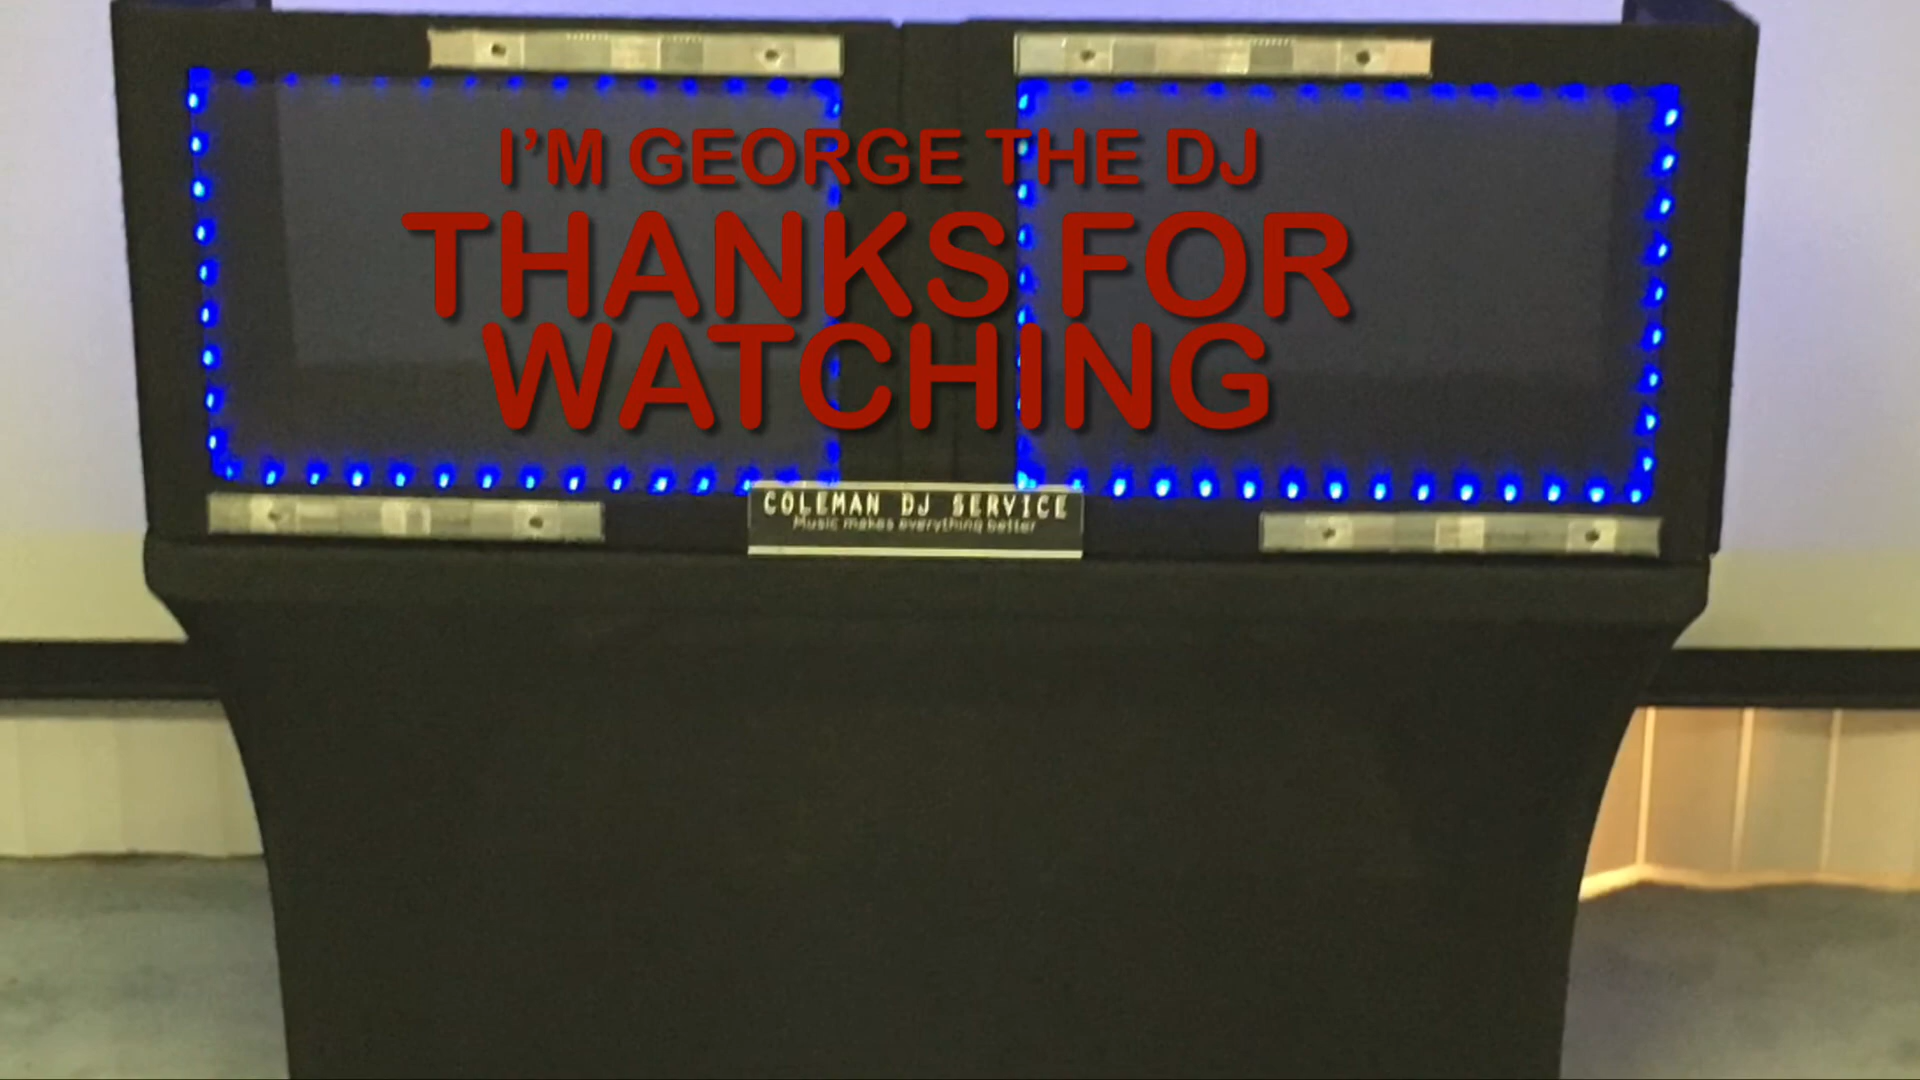 I’M GEORGE THE DJ
THANKS FOR
WATCHING
COLEMAN DJ SERVICE
Music makes everything better